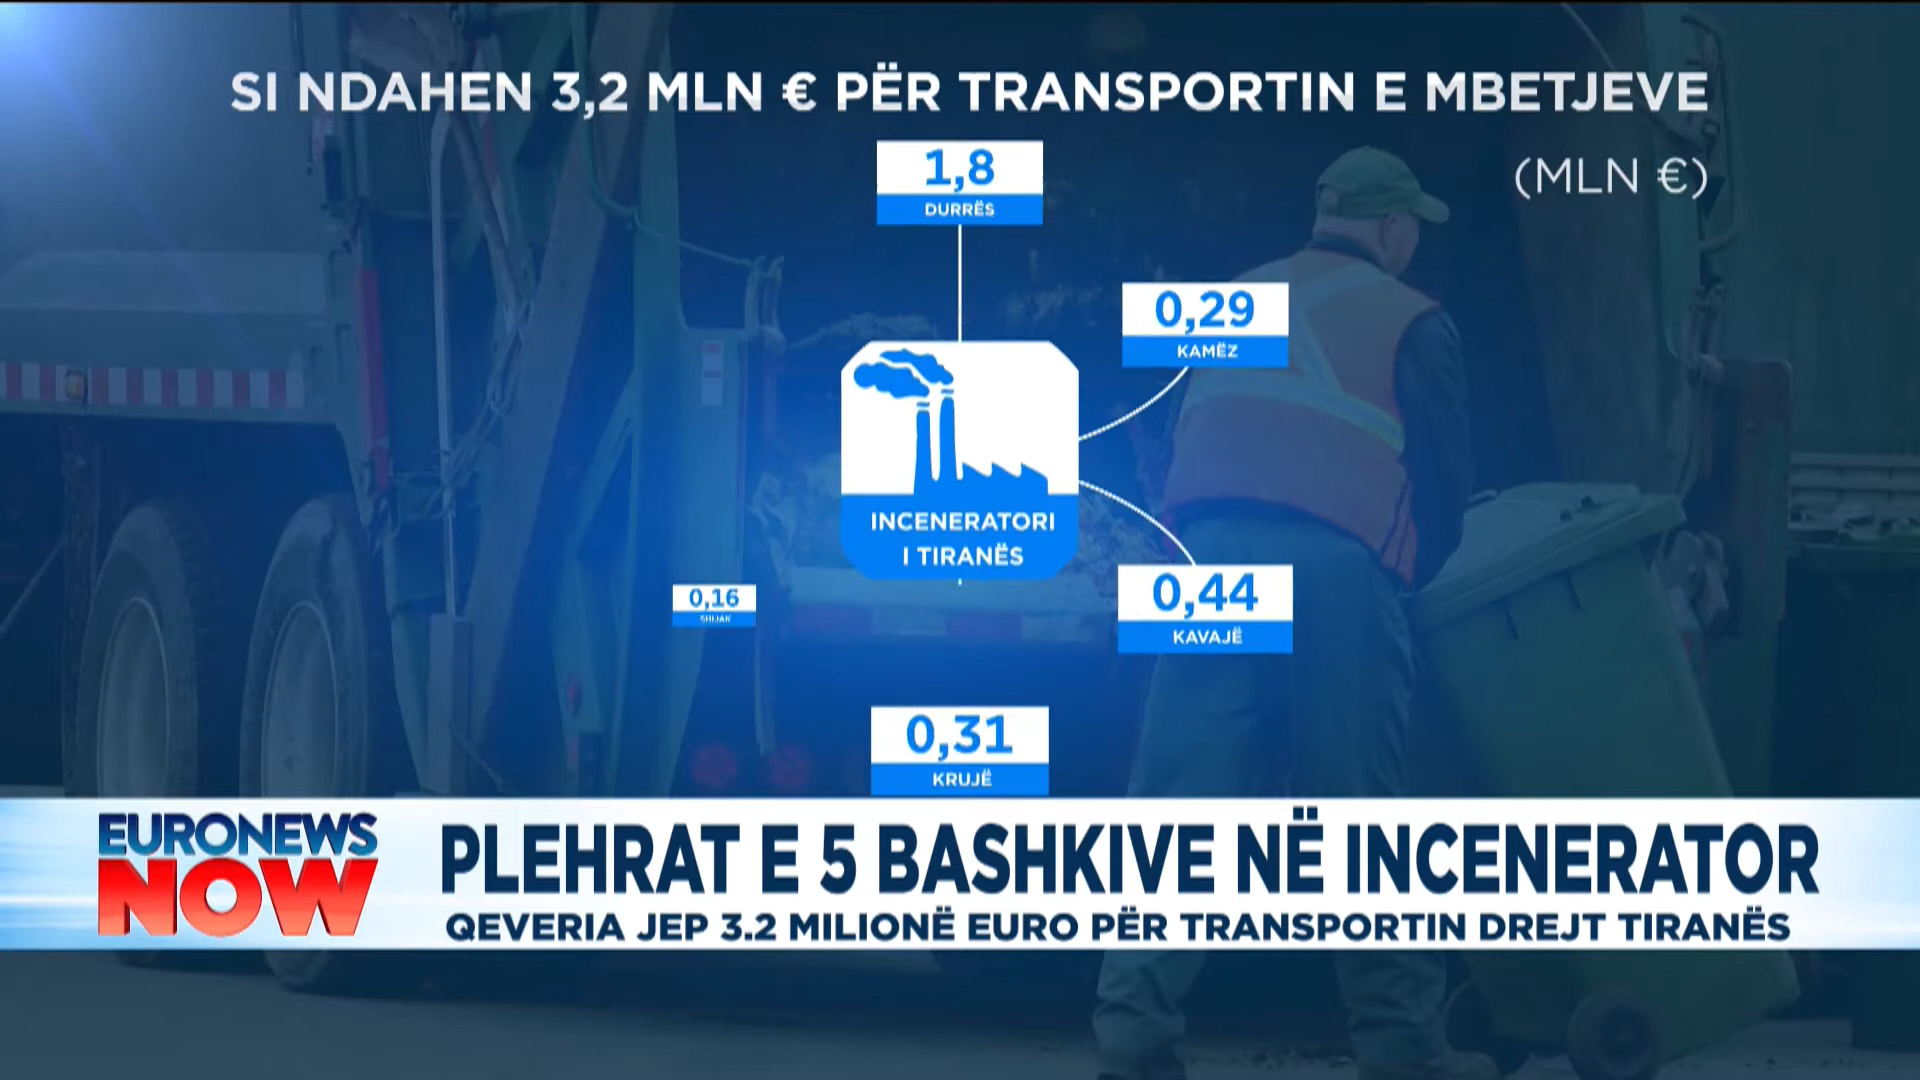 SI NDAHEN 3,2 MLN € PËR TRANSPORTIN E MBETJEVE
(MLN €)
1,8
DURRËS
0,29
KAMËZ
INCENERATORI
I TIRANËS
0,16
SHIJAK
0,44
KAVAJË
0,31
KRUJË
EURONEWS
NOW
PLEHRAT E 5 BASHKIVE NË INCENERATOR
QEVERIA JEP 3.2 MILIONË EURO PËR TRANSPORTIN DREJT TIRANËS